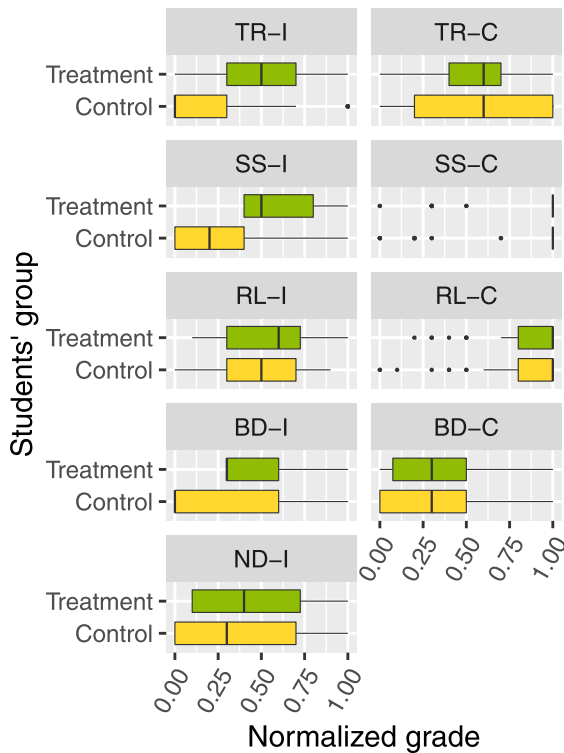 TR-I
TR-C
Treatment
Control
SS-I
SS-C
Treatment
Control
RL-I
RL-C
Treatment
Control
BD-I
BD-C
Treatment
Control
0.00
0.25
0.50
0.75
1.00
ND-I
Treatment
Control
0.00
0.25
0.50
0.75
1.00
Students' group
Normalized grade